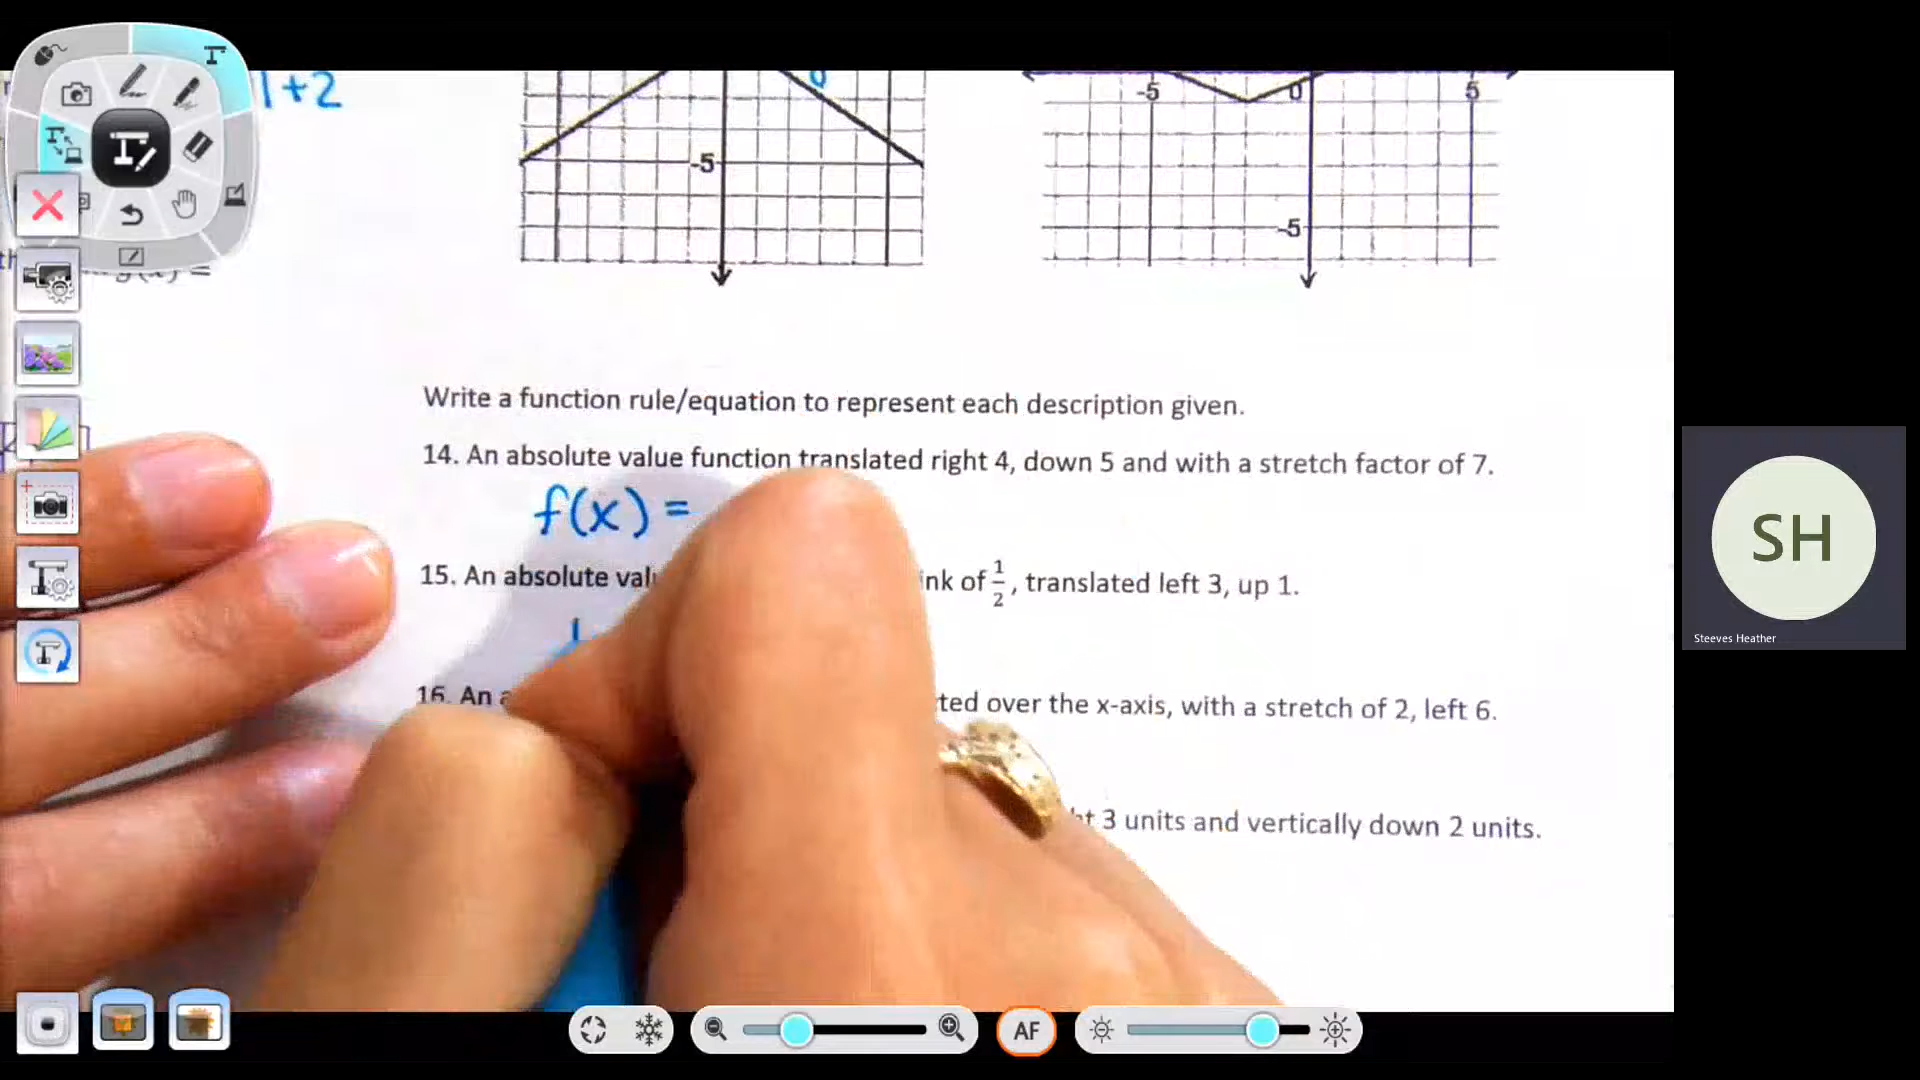 1+2
-5
0
5
-5
-5
Write a function rule/equation to represent each description given.
14. An absolute value function translated right 4, down 5 and with a stretch factor of 7.
f(x) =
15. An absolute ink of 1/2, translated left 3, up 1.
SH
Steeves Heather
16. An ted over the x-axis, with a stretch of 2, left 6.
3 units and vertically down 2 units.
AF